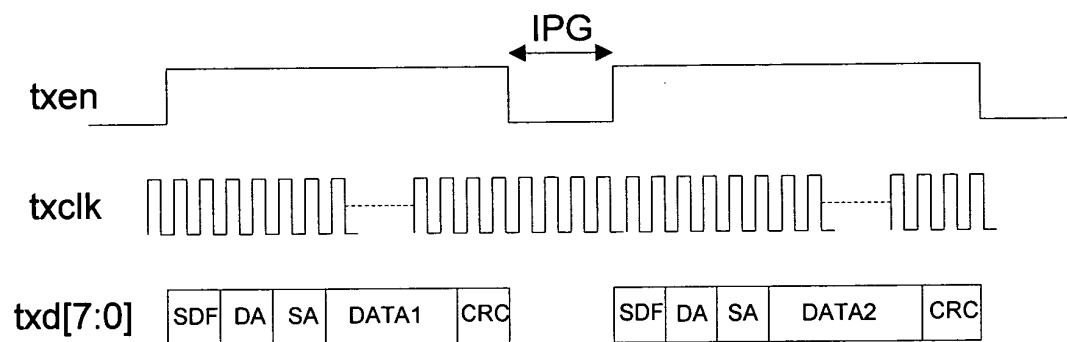 IPG
txen
txclk
txd[7:0] SDF DA SA DATA1 CRC SDF DA SA DATA2 CRC